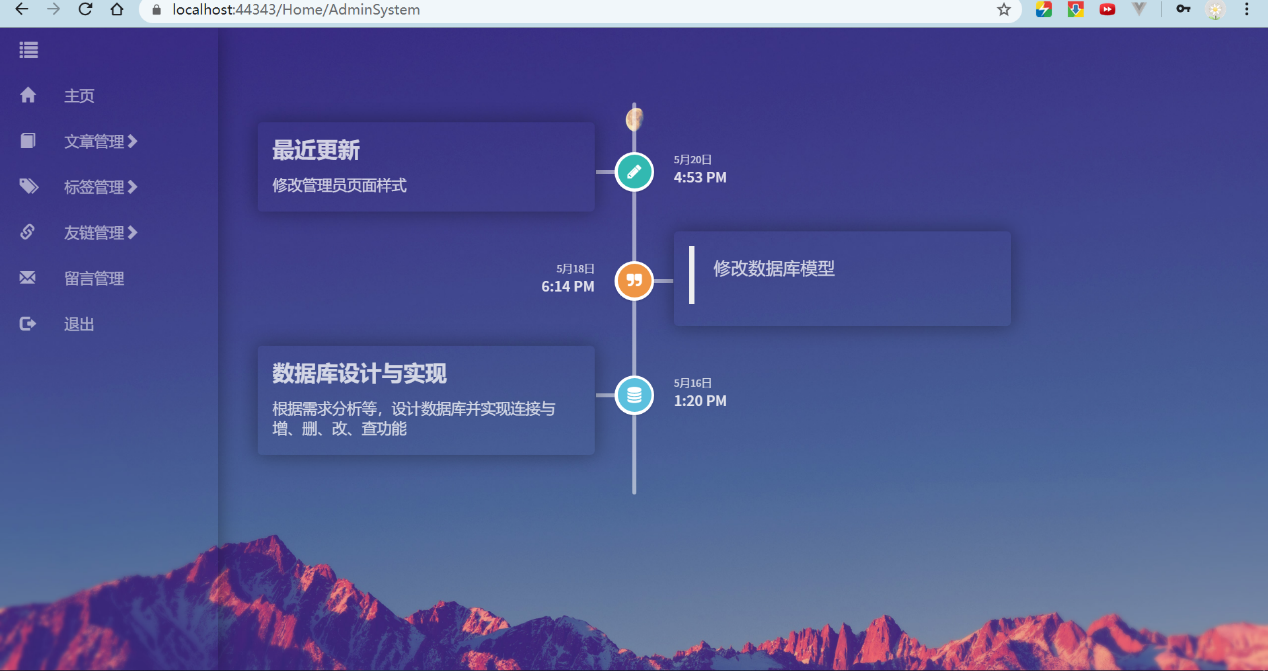 localhost:44343/Home/AdminSystem
主页
文章管理
标签管理
友链管理
留言管理
退出
最近更新
修改管理员页面样式
5月20日
4:53 PM
5月18日
6:14 PM
修改数据库模型
数据库设计与实现
根据需求分析等，设计数据库并实现连接与
增、删、改、查功能
5月16日
1:20 PM